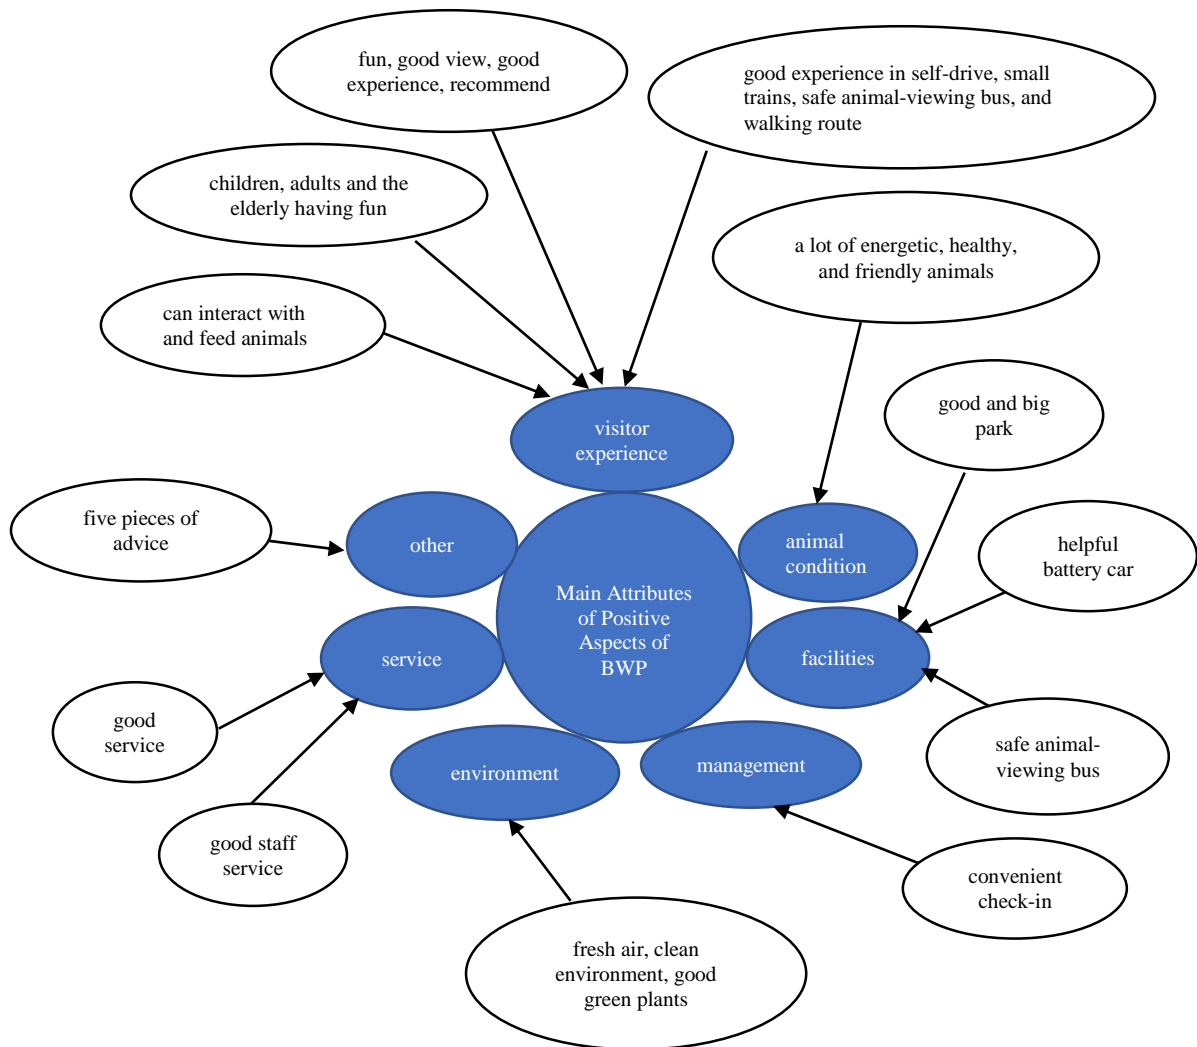 fun, good view, good
experience, recommend
good experience in self-drive, small
trains, safe animal-viewing bus, and
walking route
children, adults and the
elderly having fun
a lot of energetic, healthy,
and friendly animals
can interact with
and feed animals
good and big
park
visitor
experience
five pieces of
advice
other
animal
condition
helpful
battery car
Main Attributes
of Positive
Aspects of
BWP
service
facilities
good
service
environment
management
safe animal-
viewing bus
good staff
service
convenient
check-in
fresh air, clean
environment, good
green plants